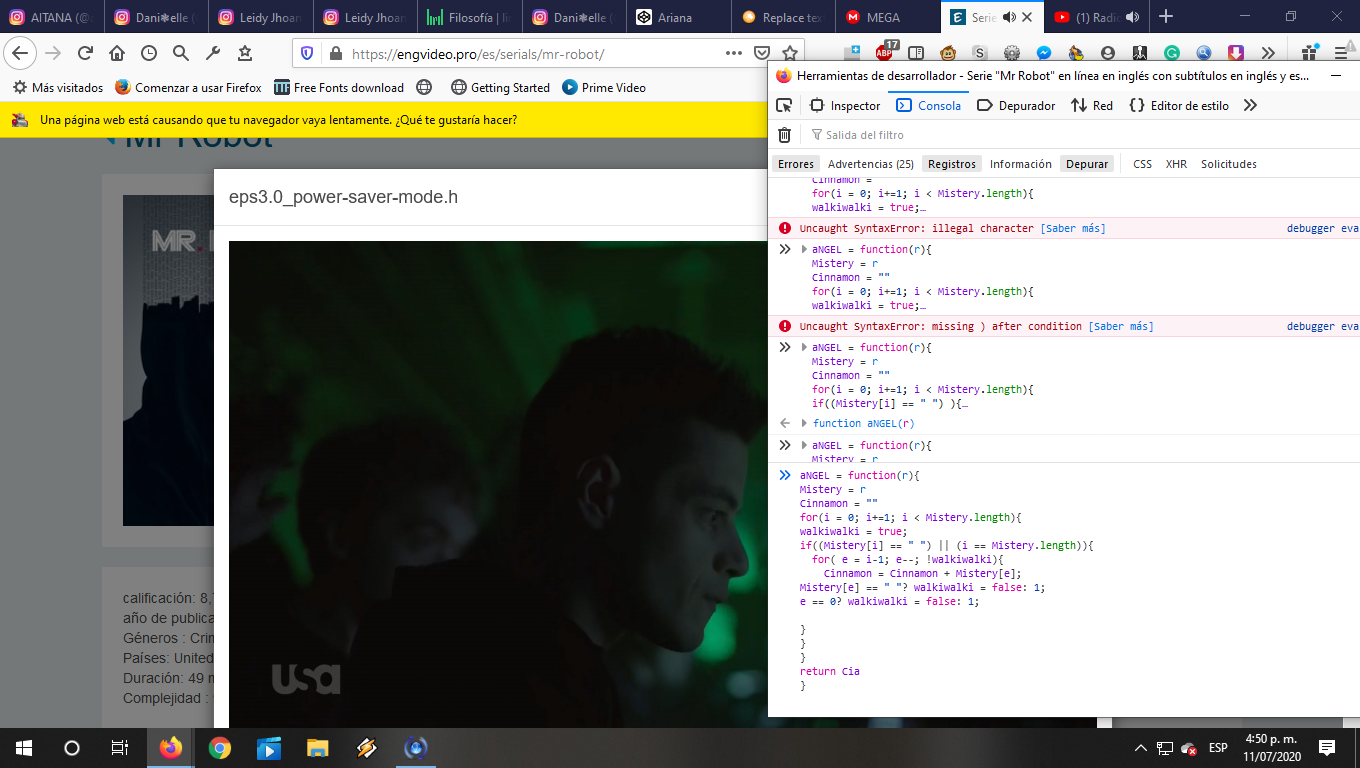 AITANA (@
Dani❃elle (
Leidy Jhoan
Leidy Jhoan
Filosofía | li
Dani❃elle (
Ariana
Replace tex
MEGA
Serie
(1) Radio
https://engvideo.pro/es/serials/mr-robot/
17
ABP
S
Más visitados
Comenzar a usar Firefox
Free Fonts download
Getting Started
Prime Video
Una página web está causando que tu navegador vaya lentamente. ¿Qué te gustaría hacer?
Mr Robot
MR.
eps3.0_power-saver-mode.h
usa
calificación: 8.
año de publica
Géneros : Crim
Países: United
Duración: 49 m
Complejidad :
Herramientas de desarrollador - Serie "Mr Robot" en línea en inglés con subtítulos en inglés y es...
Inspector
Consola
Depurador
Red
Editor de estilo
Salida del filtro
Errores
Advertencias (25)
Registros
Información
Depurar
CSS
XHR
Solicitudes
Cinnamon =
for(i = 0; i+=1; i < Mistery.length){
walkiwalki = true;…
Uncaught SyntaxError: illegal character [Saber más]
debugger eva
aNGEL = function(r){
Mistery = r
Cinnamon = ""
for(i = 0; i+=1; i < Mistery.length){
walkiwalki = true;…
Uncaught SyntaxError: missing ) after condition [Saber más]
debugger eva
aNGEL = function(r){
Mistery = r
Cinnamon = ""
for(i = 0; i+=1; i < Mistery.length){
if((Mistery[i] == " ") ){…
function aNGEL(r)
aNGEL = function(r){
Mistery = r
aNGEL = function(r){
Mistery = r
Cinnamon = ""
for(i = 0; i+=1; i < Mistery.length){
walkiwalki = true;
if((Mistery[i] == " ") || (i == Mistery.length)){
for( e = i-1; e--; !walkiwalki){
Cinnamon = Cinnamon + Mistery[e];
Mistery[e] == " "? walkiwalki = false: 1;
e == 0? walkiwalki = false: 1;
}
}
}
return Cia
}
ESP
4:50 p. m.
11/07/2020